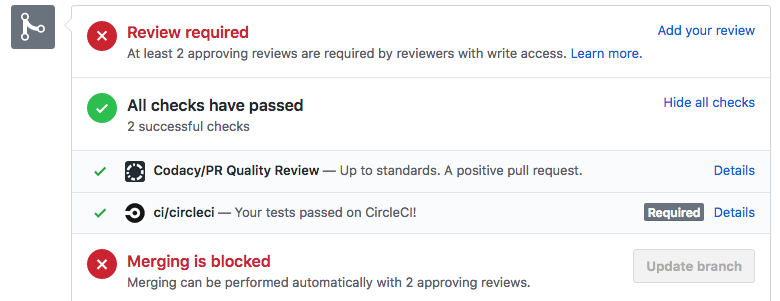 Review required
Add your review
At least 2 approving reviews are required by reviewers with write access. Learn more.
All checks have passed
Hide all checks
2 successful checks
Codacy/PR Quality Review — Up to standards. A positive pull request.
Details
ci/circleci — Your tests passed on CircleCI!
Required
Details
Merging is blocked
Update branch
Merging can be performed automatically with 2 approving reviews.